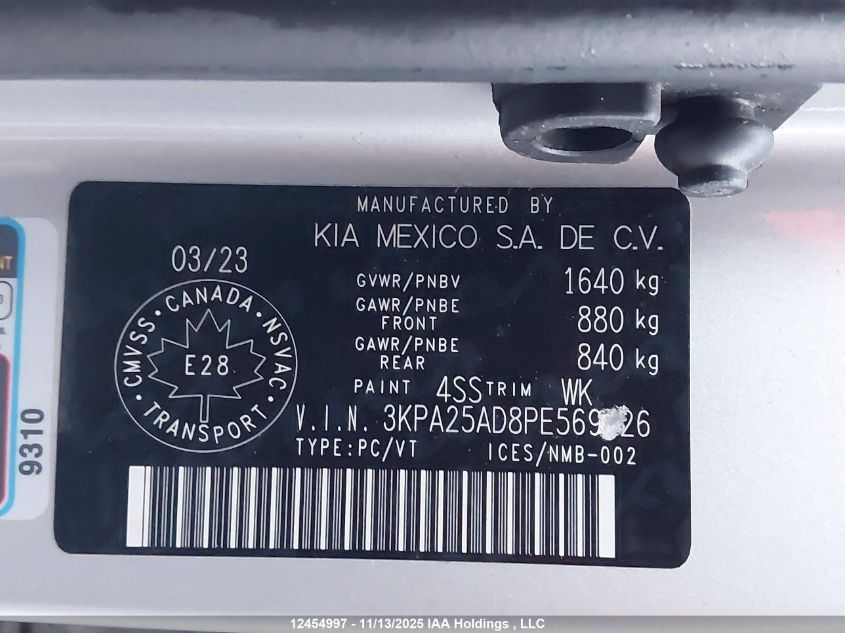 MANUFACTURED BY
KIA MEXICO S.A. DE C.V.
03/23
GVWR/PNBV 1640 kg
GAWR/PNBE
FRONT 880 kg
GAWR/PNBE
REAR 840 kg
PAINT 4SS TRIM WK
V.I.N.
TYPE:PC/VT ICES/NMB-002
CMVSS · CANADA · NSVAC · TRANSPORT ·
E28
9310
12454997 - 11/13/2025 IAA Holdings , LLC